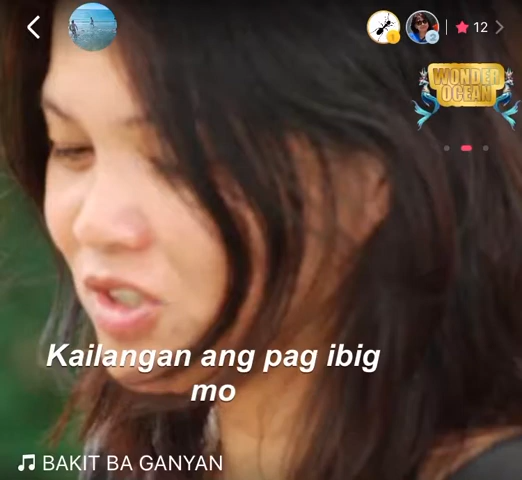 12
WONDER
OCEAN
Kailangan ang pag ibig
mo
BAKIT BA GANYAN